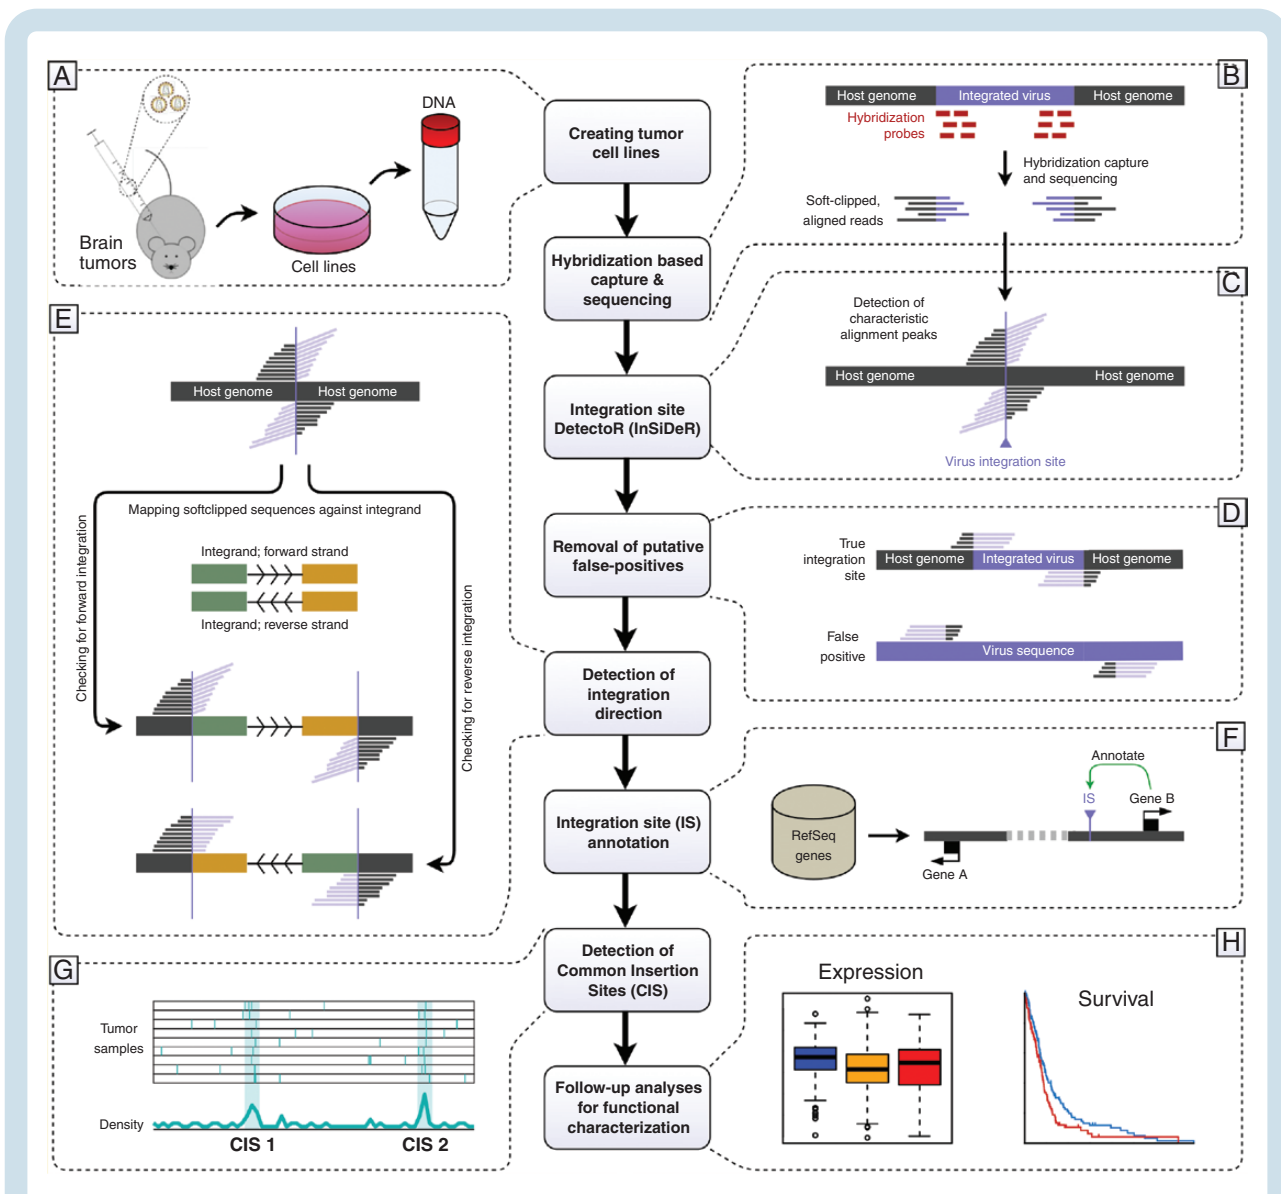 A
DNA
Brain
tumors
Cell lines
Creating tumor
cell lines
Hybridization based
capture &
sequencing
Integration site
DetectoR (InSiDeR)
Removal of putative
false-positives
Detection of
integration
direction
Integration site (IS)
annotation
Detection of
Common Insertion
Sites (CIS)
Follow-up analyses
for functional
characterization
B
Host genome
Integrated virus
Host genome
Hybridization
probes
Hybridization capture
and sequencing
Soft-clipped,
aligned reads
C
Detection of
characteristic
alignment peaks
Host genome
Host genome
Virus integration site
D
True
integration
site
Host genome
Integrated virus
Host genome
False
positive
Virus sequence
E
Host genome
Host genome
Mapping softclipped sequences against integrand
Checking for forward integration
Integrand; forward strand
Integrand; reverse strand
Checking for reverse integration
F
Annotate
IS
Gene B
RefSeq
genes
Gene A
G
Tumor
samples
Density
CIS 1
CIS 2
H
Expression
Survival